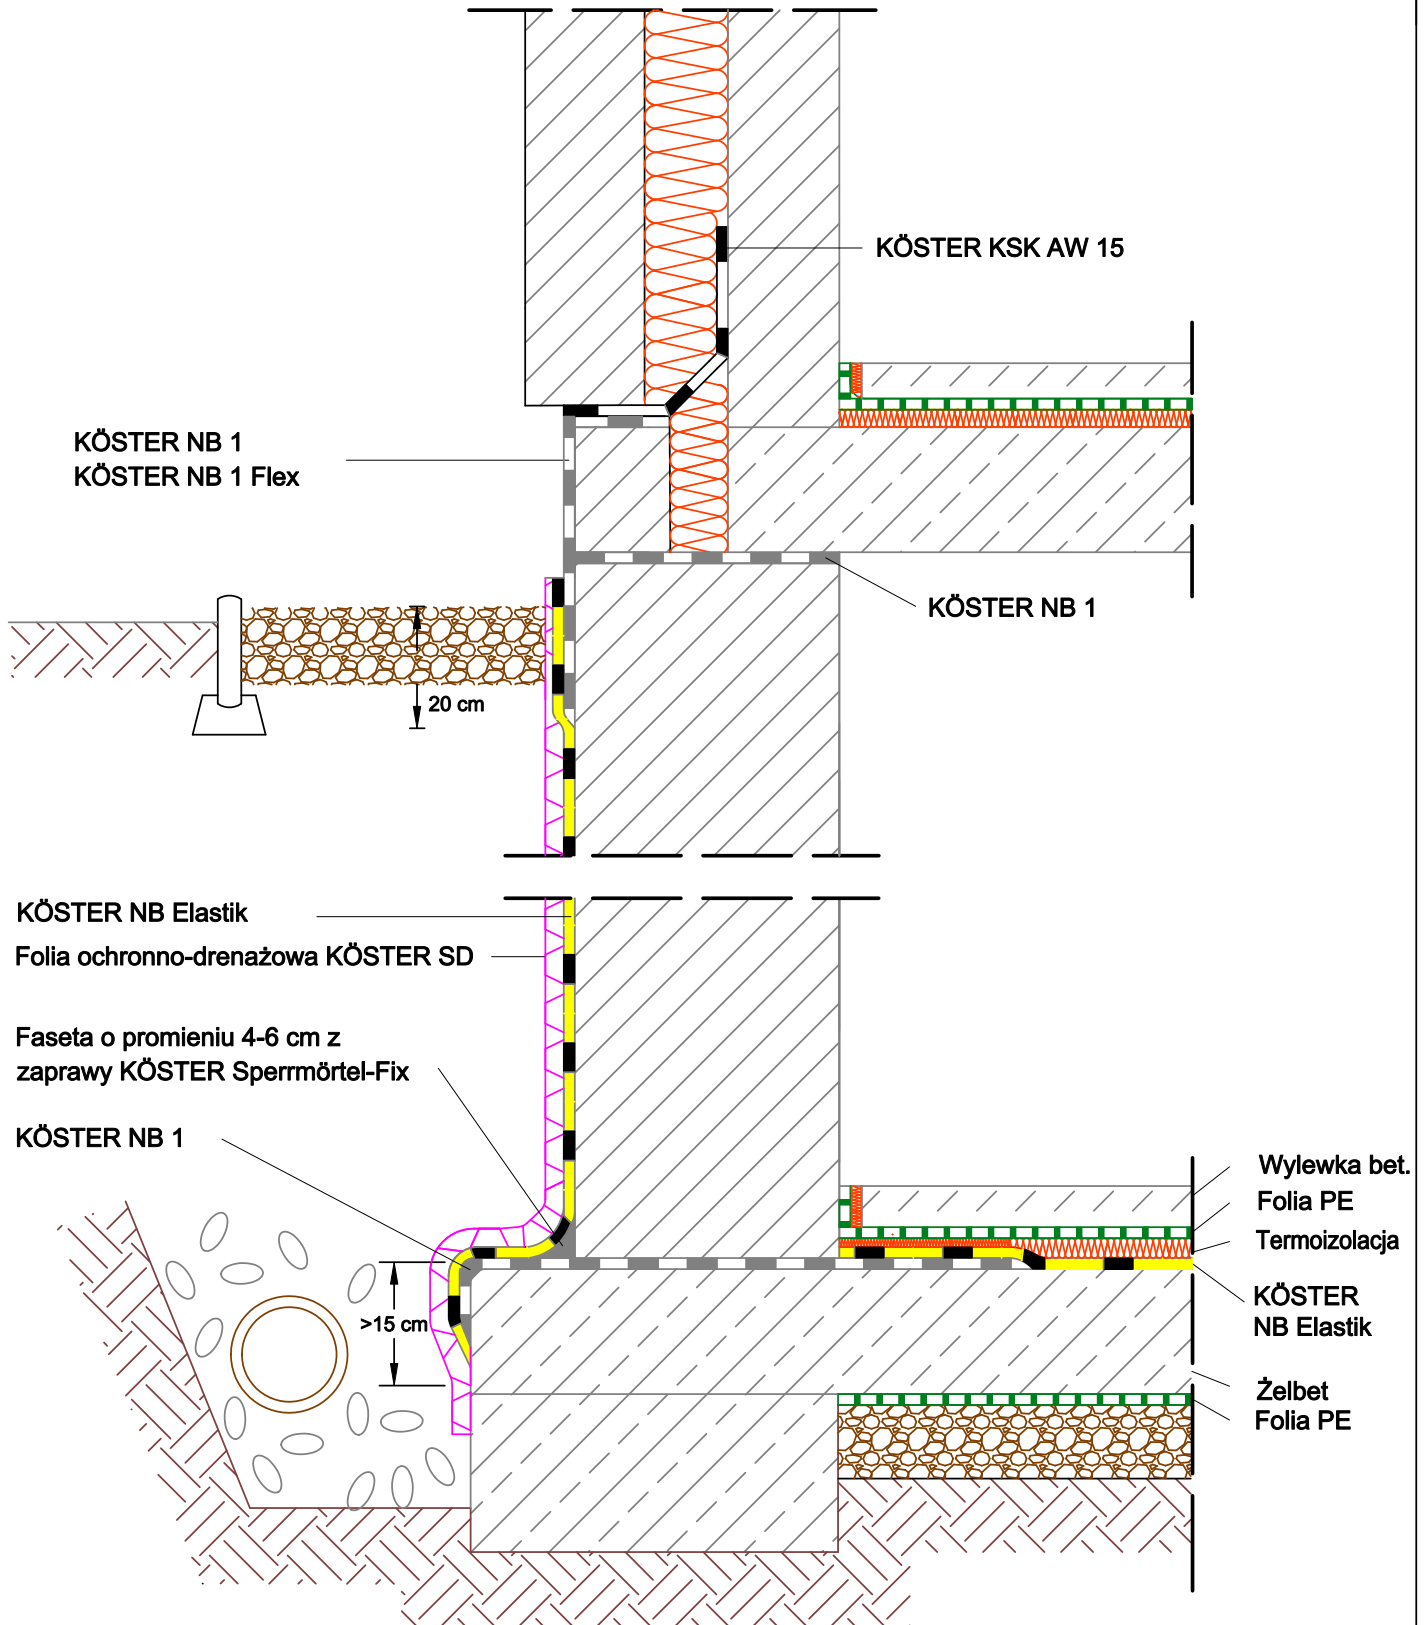 KÖSTER KSK AW 15
KÖSTER NB 1
KÖSTER NB 1 Flex
KÖSTER NB 1
20 cm
KÖSTER NB Elastik
Folia ochronno-drenażowa KÖSTER SD
Faseta o promieniu 4-6 cm z
zaprawy KÖSTER Sperrmörtel-Fix
KÖSTER NB 1
>15 cm
Wylewka bet.
Folia PE
Termoizolacja
KÖSTER
NB Elastik
Żelbet
Folia PE